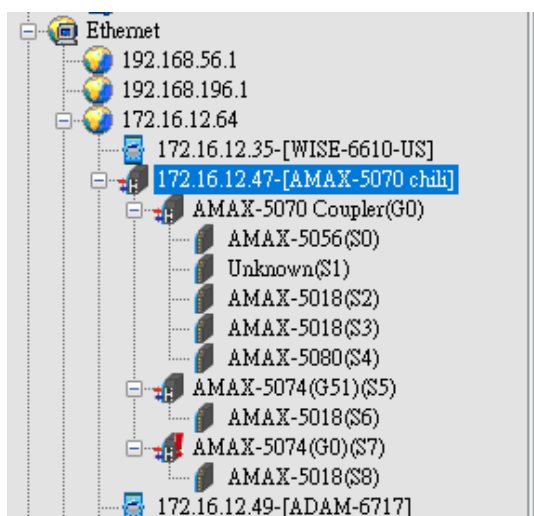 Ethernet
192.168.56.1
192.168.196.1
172.16.12.64
172.16.12.35-[WISE-6610-US]
172.16.12.47-[AMAX-5070 chili]
AMAX-5070 Coupler(G0)
AMAX-5056(S0)
Unknown(S1)
AMAX-5018(S2)
AMAX-5018(S3)
AMAX-5080(S4)
AMAX-5074(G51)(S5)
AMAX-5018(S6)
AMAX-5074(G0)(S7)
AMAX-5018(S8)
172.16.12.49-[ADAM-6717]